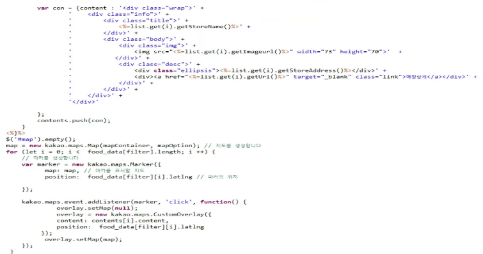 var con = {content : '<div class="wrap">' +
'    <div class="info">' +
'        <div class="title">' +
'            <%=list.get(i).getStoreName()%>' +
'        </div>' +
'        <div class="body">' +
'            <div class="img">' +
'                <img src="<%=list.get(i).getImageurl()%>" width="73" height="70">' +
'            </div>' +
'            <div class="desc">' +
'                <div class="ellipsis"><%=list.get(i).getStoreAddress()%></div>' +
'                <div><a href="<%=list.get(i).getUrl()%>" target="_blank" class="link">매장상세</a></div>' +
'            </div>' +
'        </div>' +
'    </div>' +
'</div>'
};
contents.push(con);
}
<%}%>
$('#map').empty();
map = new kakao.maps.Map(mapContainer, mapOption); // 지도를 생성합니다
for (let i = 0; i < food_data[filter].length; i ++) {
// 마커를 생성합니다
var marker = new kakao.maps.Marker({
map: map, // 마커를 표시할 지도
position: food_data[filter][i].latlng // 마커의 위치
});
kakao.maps.event.addListener(marker, 'click', function() {
overlay.setMap(null);
overlay = new kakao.maps.CustomOverlay({
content: contents[i].content,
position: food_data[filter][i].latlng
});
overlay.setMap(map);
});
}